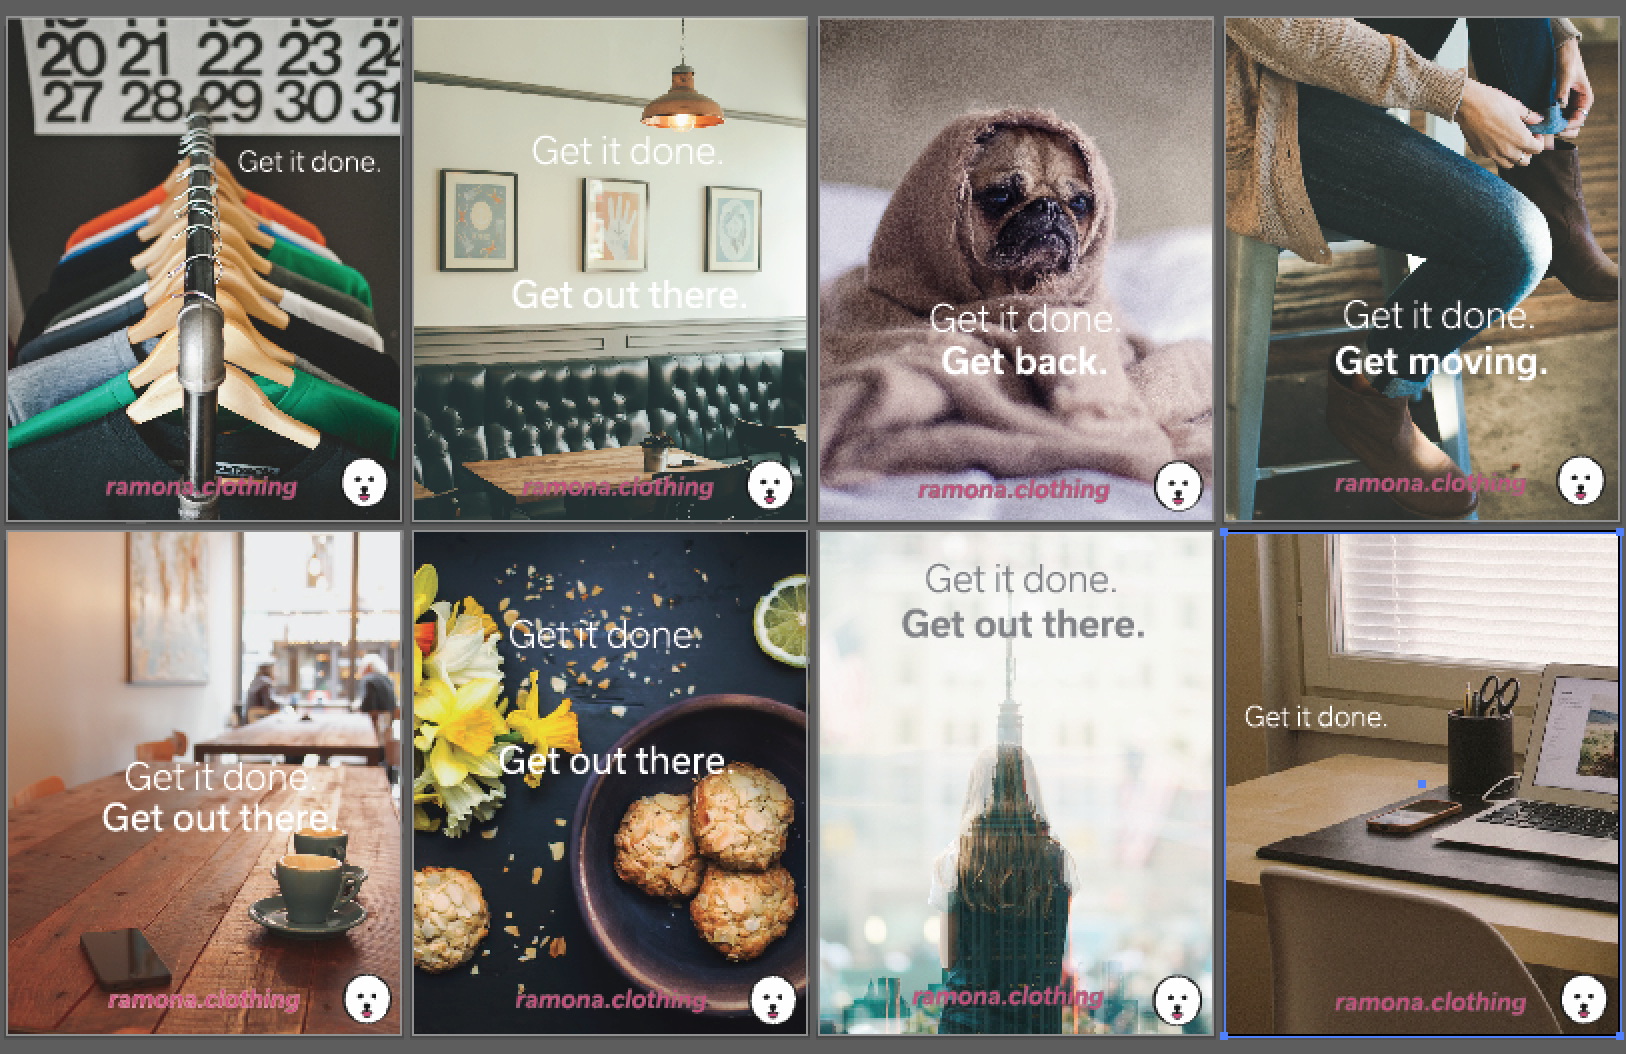 20 21 22 23 24
27 28 29 30 31
Get it done.
ramona.clothing
Get it done.
Get out there.
ramona.clothing
Get it done.
Get back.
ramona.clothing
Get it done.
Get moving.
ramona.clothing
Get it done.
Get out there.
ramona.clothing
Get it done.
Get out there.
ramona.clothing
Get it done.
Get out there.
ramona.clothing
Get it done.
ramona.clothing